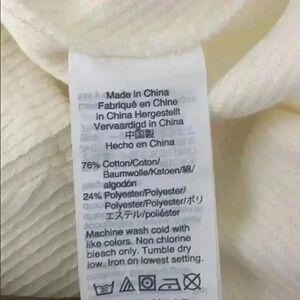 Made in China
Fabriqué en Chine
in China Hergestellt
Vervaardigd in China
中国製
Hecho en China
76% Cotton/Coton/
Baumwolle/Katoen/綿/
algodón
24% Polyester/Polyester/
Polyester/Polyester/ポリ
エステル/poliéster
Machine wash cold with
like colors. Non chlorine
bleach only. Tumble dry
low. Iron on lowest setting.